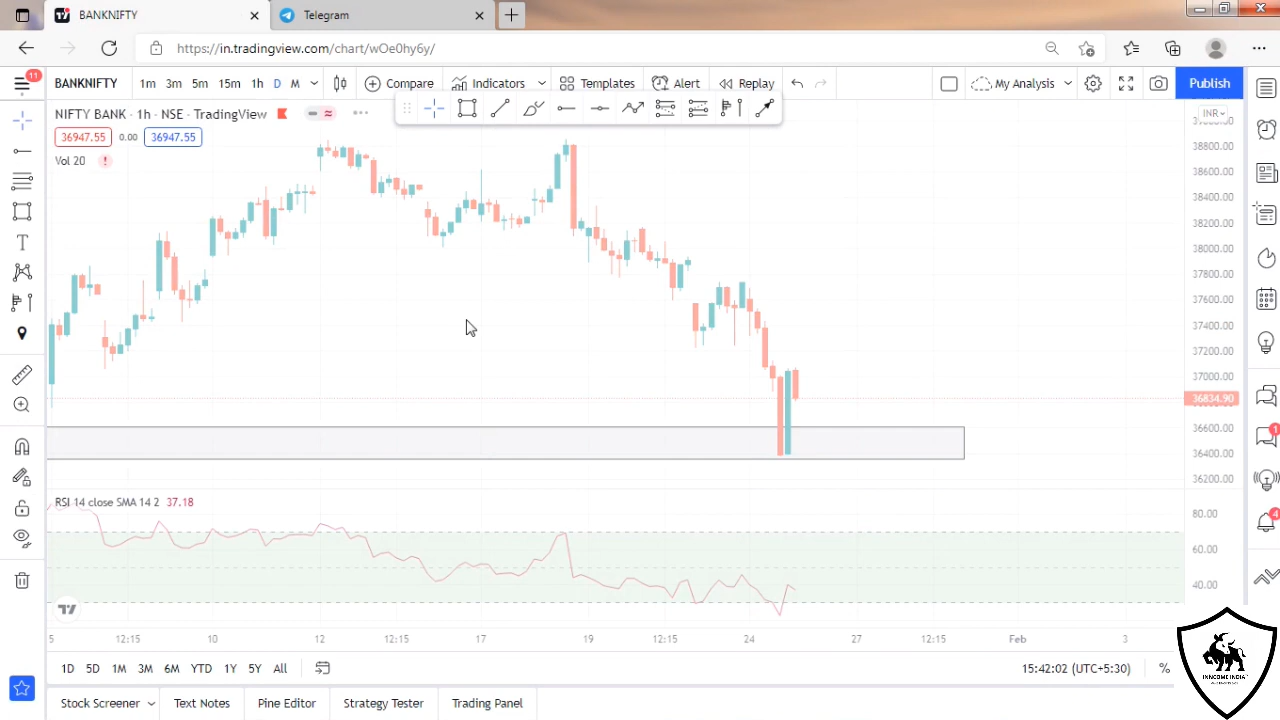 BANKNIFTY
Telegram
https://in.tradingview.com/chart/wOe0hy6y/
11
BANKNIFTY 1m 3m 5m 15m 1h D M Compare Indicators Templates Alert Replay My Analysis Publish
NIFTY BANK · 1h · NSE · TradingView
INR
36947.55 0.00 36947.55
Vol 20
38800.00
38600.00
38400.00
38200.00
38000.00
37800.00
37600.00
37400.00
37200.00
37000.00
36834.90
36600.00
36400.00
36200.00
RSI 14 close SMA 14 2 37.18
80.00
60.00
40.00
1
4
5 12:15 10 12 12:15 17 19 12:15 24 27 12:15 Feb 3
1D 5D 1M 3M 6M YTD 1Y 5Y All 15:42:02 (UTC+5:30) %
Stock Screener Text Notes Pine Editor Strategy Tester Trading Panel
INNCOME INDIA